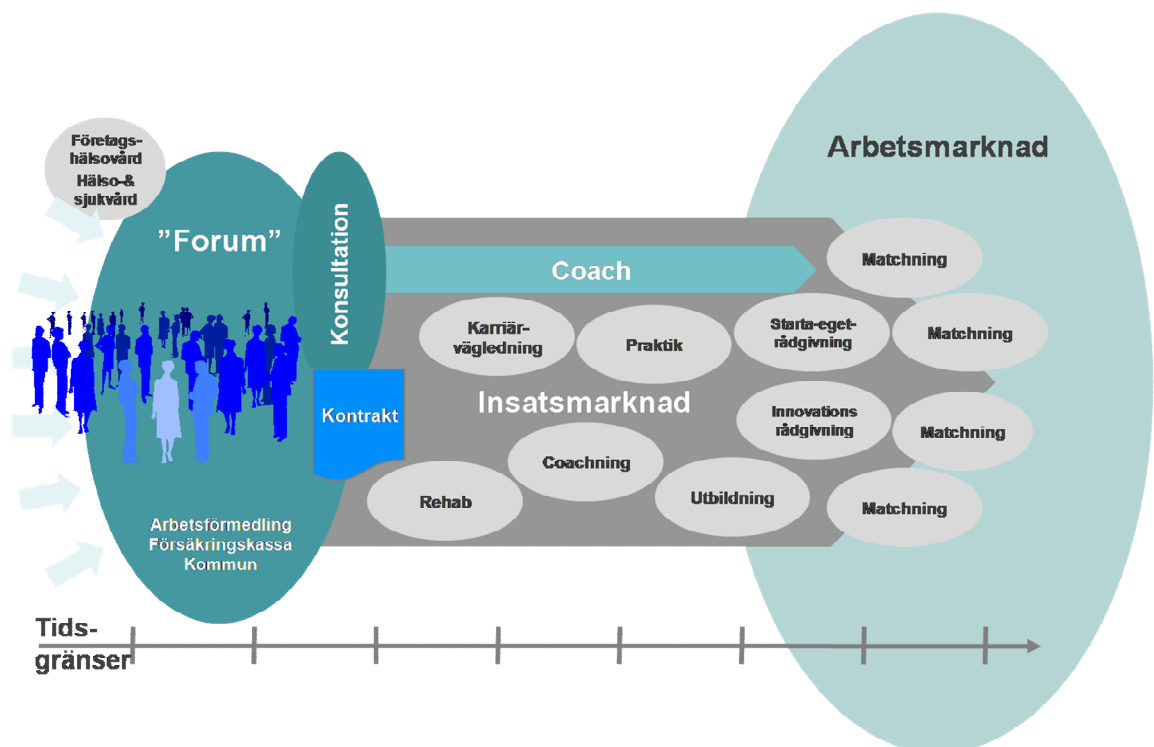 Företags-
hälsovård
Hälso-&
sjukvård
"Forum"
Konsultation
Arbetsmarknad
Coach
Matchning
Karriär-
vägledning
Praktik
Starta-eget-
rådgivning
Matchning
Kontrakt
Insatsmarknad
Innovations
rådgivning
Matchning
Coachning
Rehab
Utbildning
Matchning
Arbetsförmedling
Försäkringskassa
Kommun
Tids-
gränser